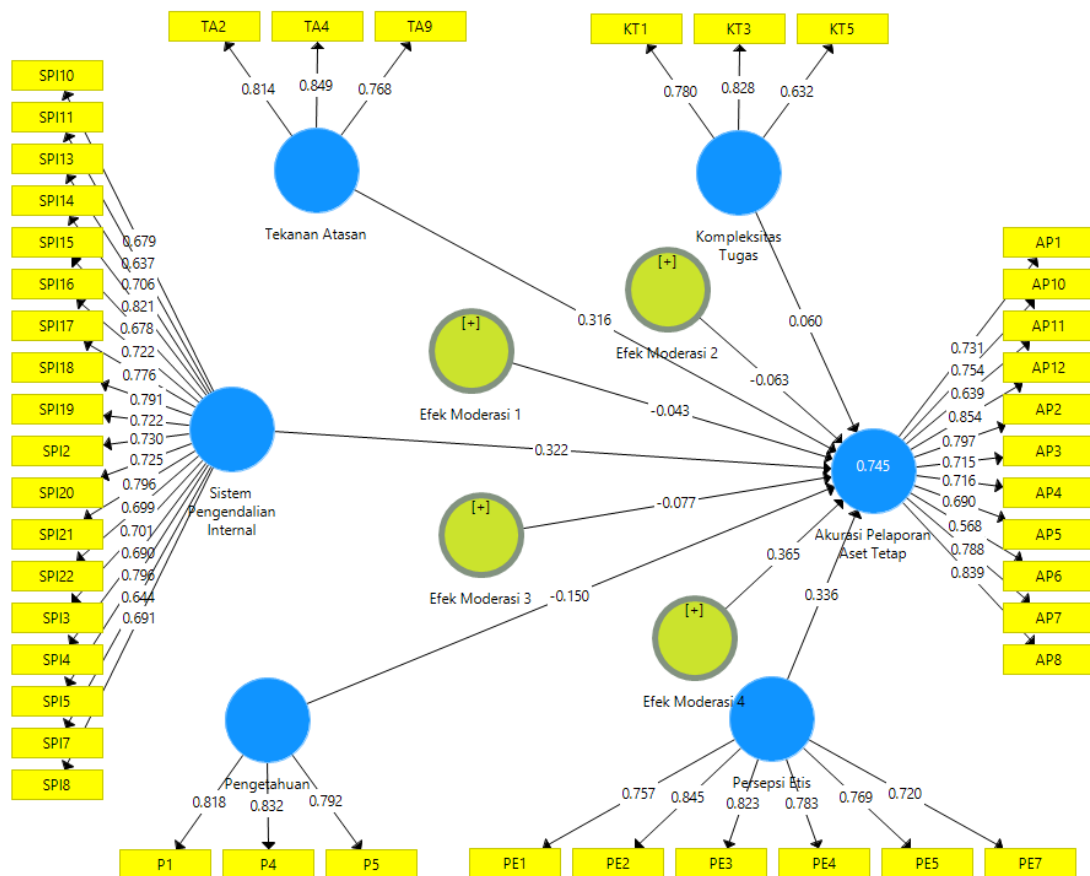 TA2
TA4
TA9
KT1
KT3
KT5
0.814
0.849
0.768
0.780
0.828
0.632
Tekanan Atasan
Kompleksitas
Tugas
SPI10
SPI11
SPI13
SPI14
SPI15
SPI16
SPI17
SPI18
SPI19
SPI2
SPI20
SPI21
SPI22
SPI3
SPI4
SPI5
SPI7
SPI8
0.679
0.637
0.706
0.821
0.678
0.722
0.776
0.791
0.722
0.730
0.725
0.796
0.699
0.701
0.690
0.796
0.644
0.691
Sistem
Pengendalian
Internal
[+]
Efek Moderasi 1
[+]
Efek Moderasi 2
[+]
Efek Moderasi 3
[+]
Efek Moderasi 4
0.316
0.060
-0.063
-0.043
0.322
-0.077
0.365
-0.150
0.336
0.745
Akurasi Pelaporan
Aset Tetap
0.731
0.754
0.639
0.854
0.797
0.715
0.716
0.690
0.568
0.788
0.839
AP1
AP10
AP11
AP12
AP2
AP3
AP4
AP5
AP6
AP7
AP8
Pengetahuan
0.818
0.832
0.792
P1
P4
P5
Persepsi Etis
0.757
0.845
0.823
0.783
0.769
0.720
PE1
PE2
PE3
PE4
PE5
PE7